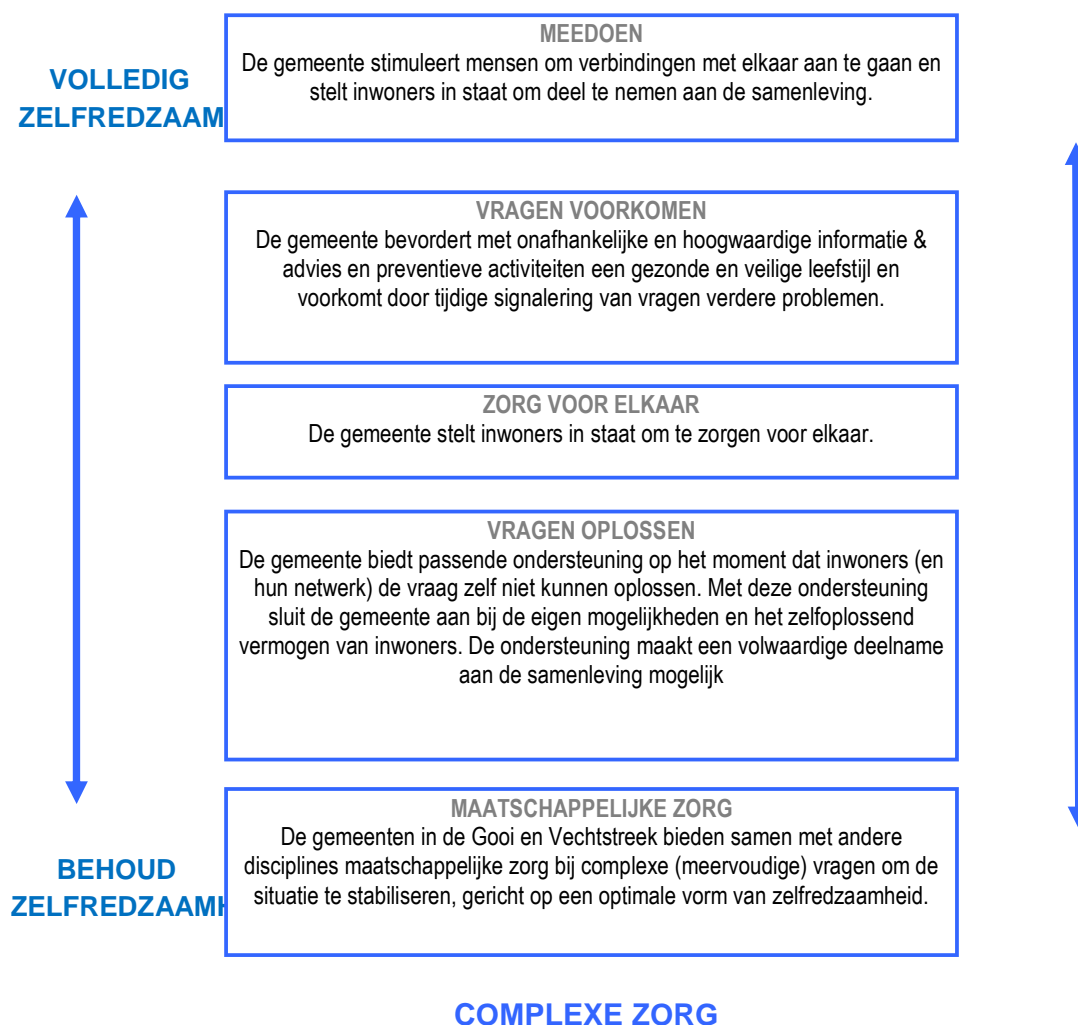 VOLLEDIG
ZELFREDZAAM
MEEDOEN
De gemeente stimuleert mensen om verbindingen met elkaar aan te gaan en
stelt inwoners in staat om deel te nemen aan de samenleving.
VRAGEN VOORKOMEN
De gemeente bevordert met onafhankelijke en hoogwaardige informatie &
advies en preventieve activiteiten een gezonde en veilige leefstijl en
voorkomt door tijdige signalering van vragen verdere problemen.
ZORG VOOR ELKAAR
De gemeente stelt inwoners in staat om te zorgen voor elkaar.
VRAGEN OPLOSSEN
De gemeente biedt passende ondersteuning op het moment dat inwoners (en
hun netwerk) de vraag zelf niet kunnen oplossen. Met deze ondersteuning
sluit de gemeente aan bij de eigen mogelijkheden en het zelfoplossend
vermogen van inwoners. De ondersteuning maakt een volwaardige deelname
aan de samenleving mogelijk
BEHOUD
ZELFREDZAAMH
MAATSCHAPPELIJKE ZORG
De gemeenten in de Gooi en Vechtstreek bieden samen met andere
disciplines maatschappelijke zorg bij complexe (meervoudige) vragen om de
situatie te stabiliseren, gericht op een optimale vorm van zelfredzaamheid.
COMPLEXE ZORG